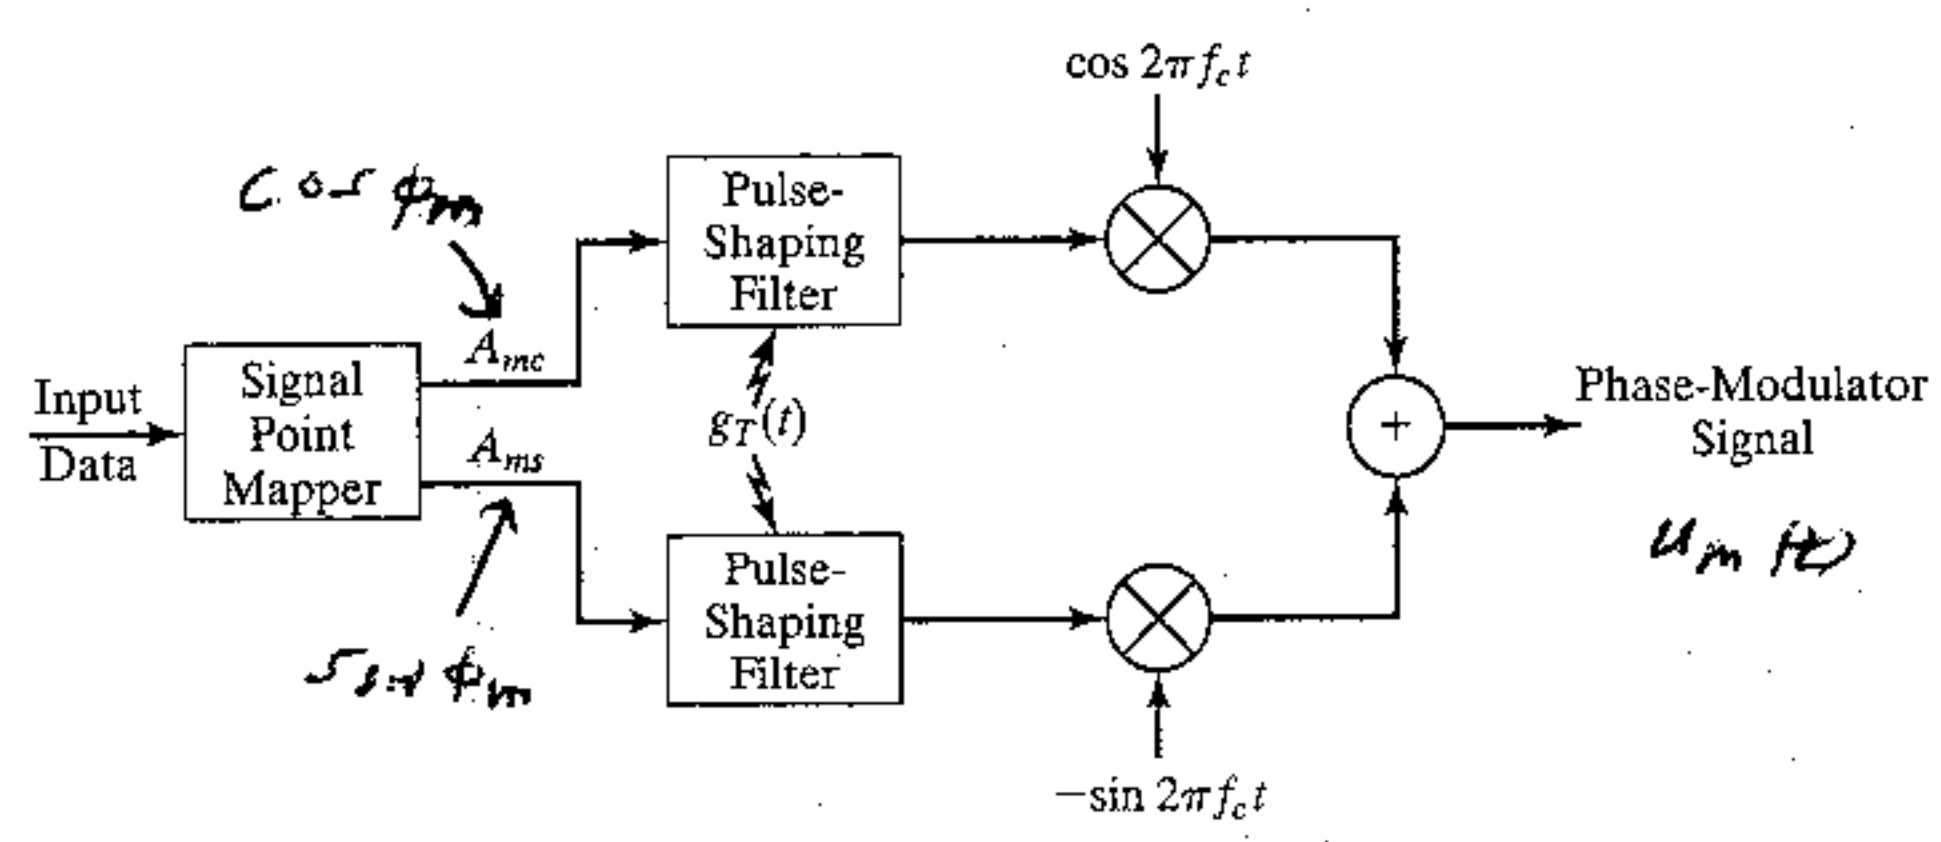 cos 2πf_c t
Cos ϕm
Pulse-
Shaping
Filter
A_mc
Signal
Point
Mapper
Input
Data
g_T(t)
A_ms
Phase-Modulator
Signal
u_m(t)
Pulse-
Shaping
Filter
Sin ϕm
−sin 2πf_c t